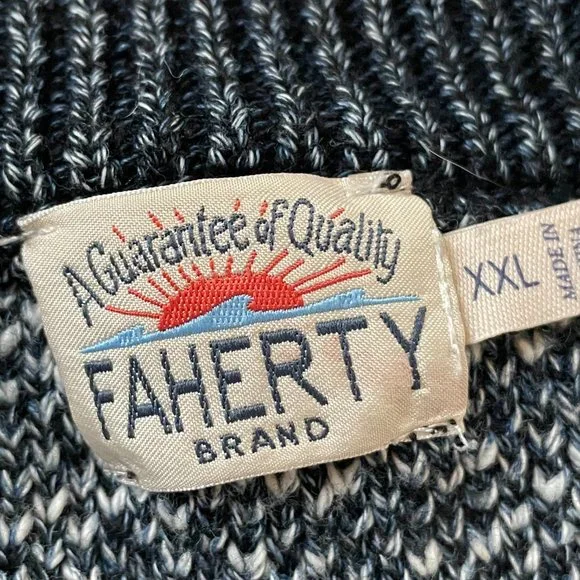 A Guarantee of Quality
FAHERTY
BRAND
XXL
MADE IN